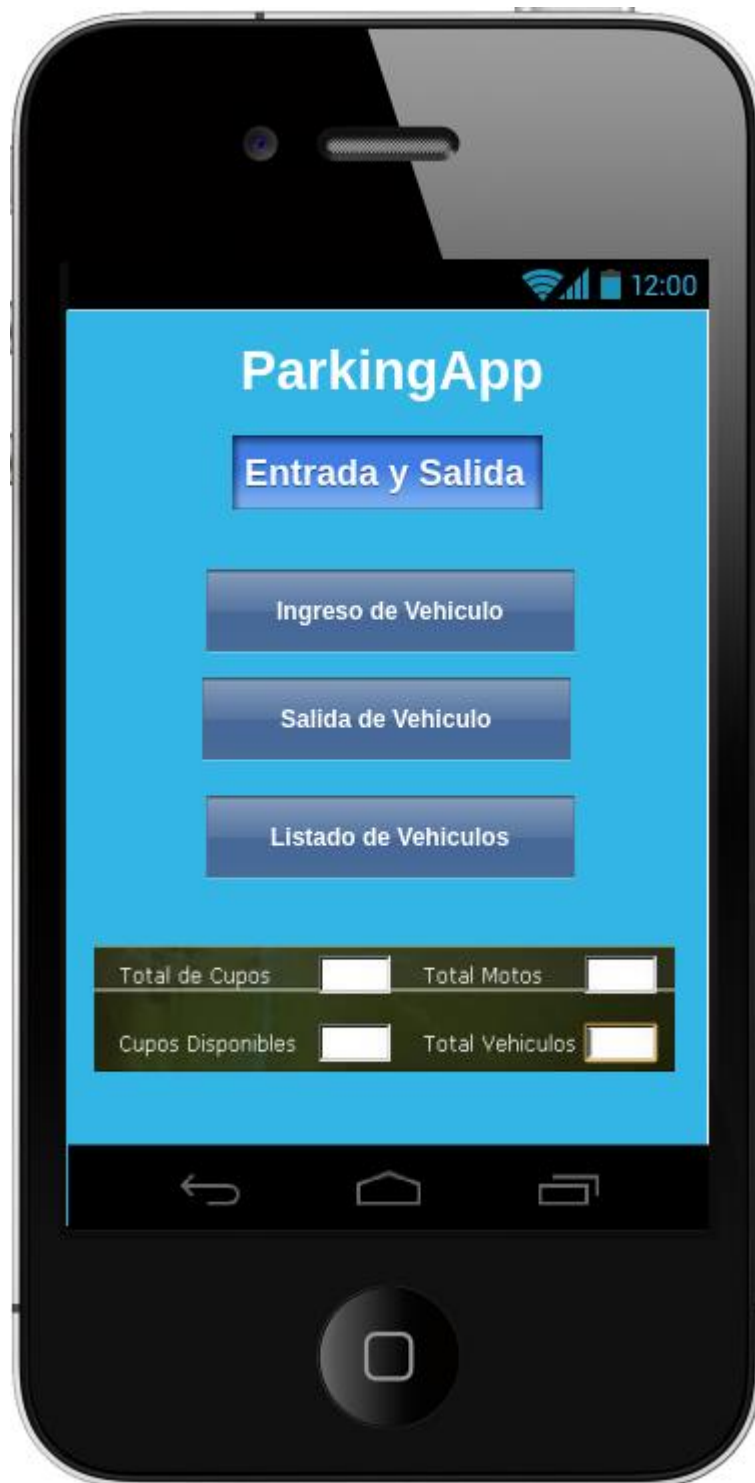 12:00
ParkingApp
Entrada y Salida
Ingreso de Vehiculo
Salida de Vehiculo
Listado de Vehiculos
Total de Cupos Total Motos
Cupos Disponibles Total Vehiculos